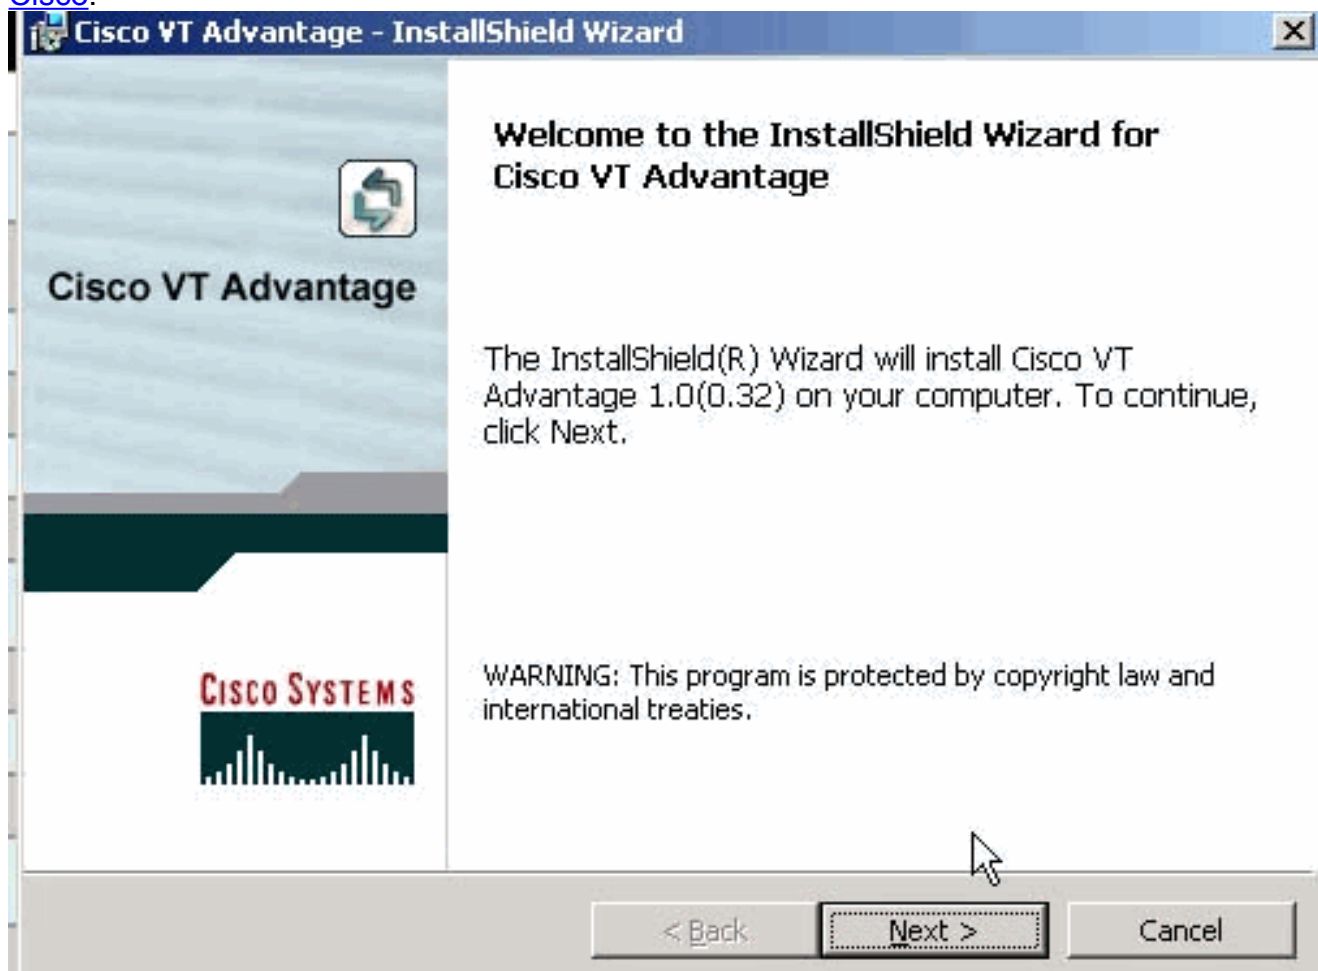 Cisco.
Cisco VT Advantage - InstallShield Wizard
Welcome to the InstallShield Wizard for
Cisco VT Advantage
Cisco VT Advantage
The InstallShield(R) Wizard will install Cisco VT
Advantage 1.0(0.32) on your computer. To continue,
click Next.
CISCO SYSTEMS
WARNING: This program is protected by copyright law and
international treaties.
< Back
Next >
Cancel